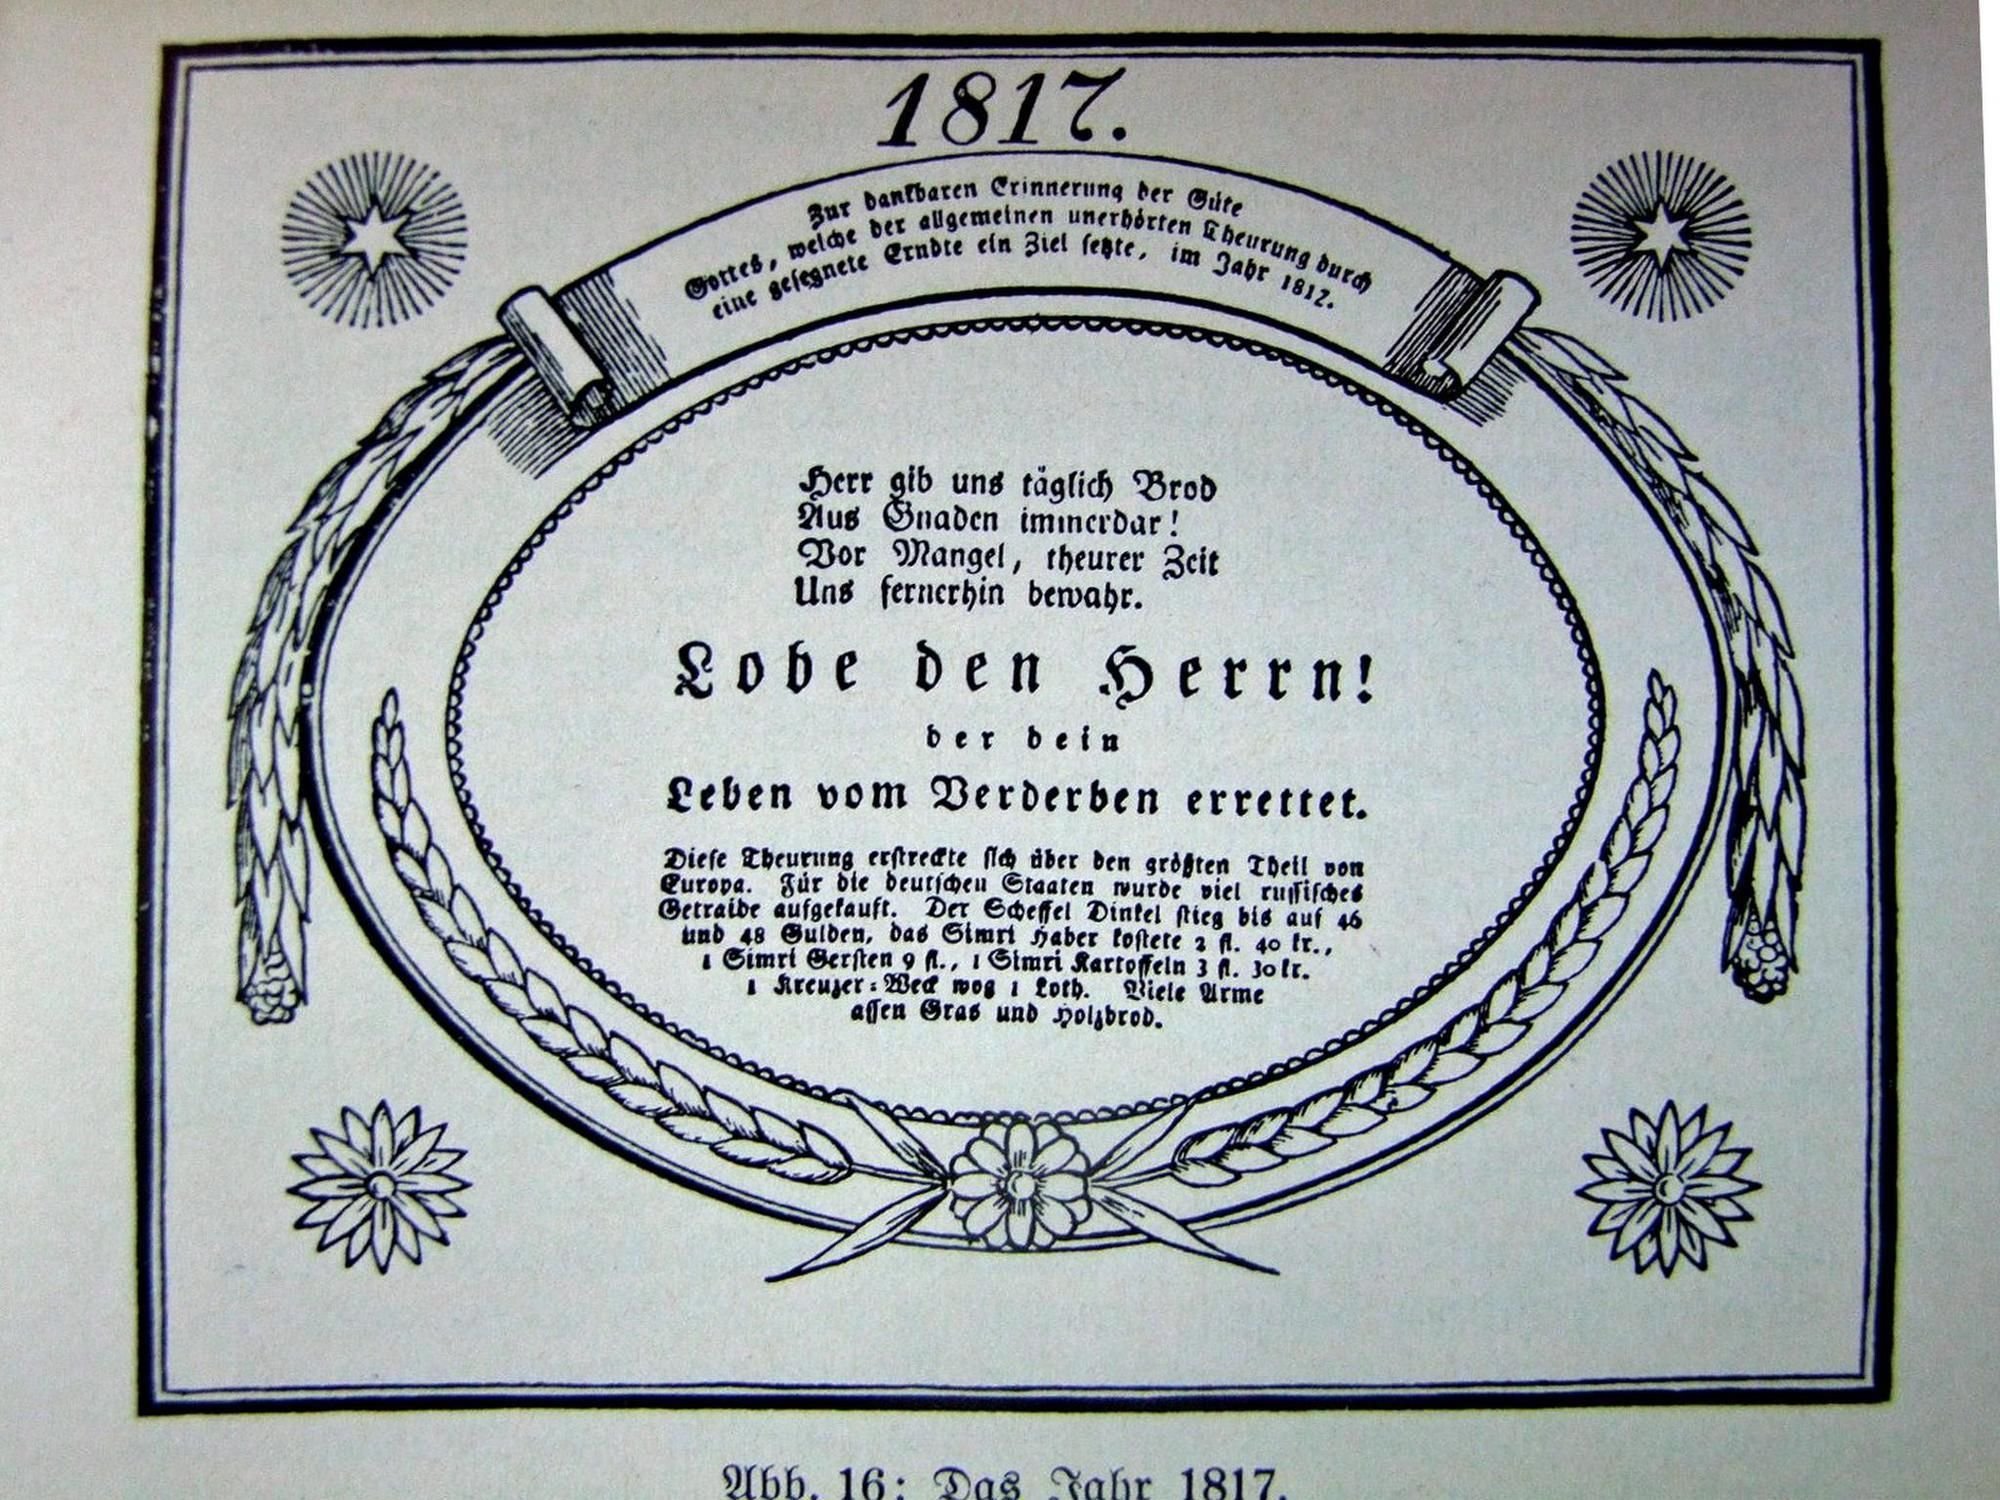 1817.
Zur dankbaren Erinnerung der Güte
Gottes, welche der allgemeinen unerhörten Theurung durch
eine gesegnete Erndte ein Ziel setzte, im Jahr 1817.
Herr gib uns täglich Brod
Aus Gnaden immerdar!
Vor Mangel, theurer Zeit
Uns fernerhin bewahr.
Lobe den Herrn!
der dein
Leben vom Verderben errettet.
Diese Theurung erstreckte sich über den größten Theil von
Europa. Für die deutschen Staaten wurde viel russisches
Getraide aufgekauft. Der Scheffel Dinkel stieg bis auf 46
und 48 Gulden, das Simri Haber kostete 2 fl. 40 kr.,
1 Simri Gersten 9 fl., 1 Simri Kartoffeln 3 fl. 30 kr.
1 Kreuzer=Weck wog 1 Loth. Viele Arme
assen Gras und Holzbrod.
Abb. 16: Das Jahr 1817.